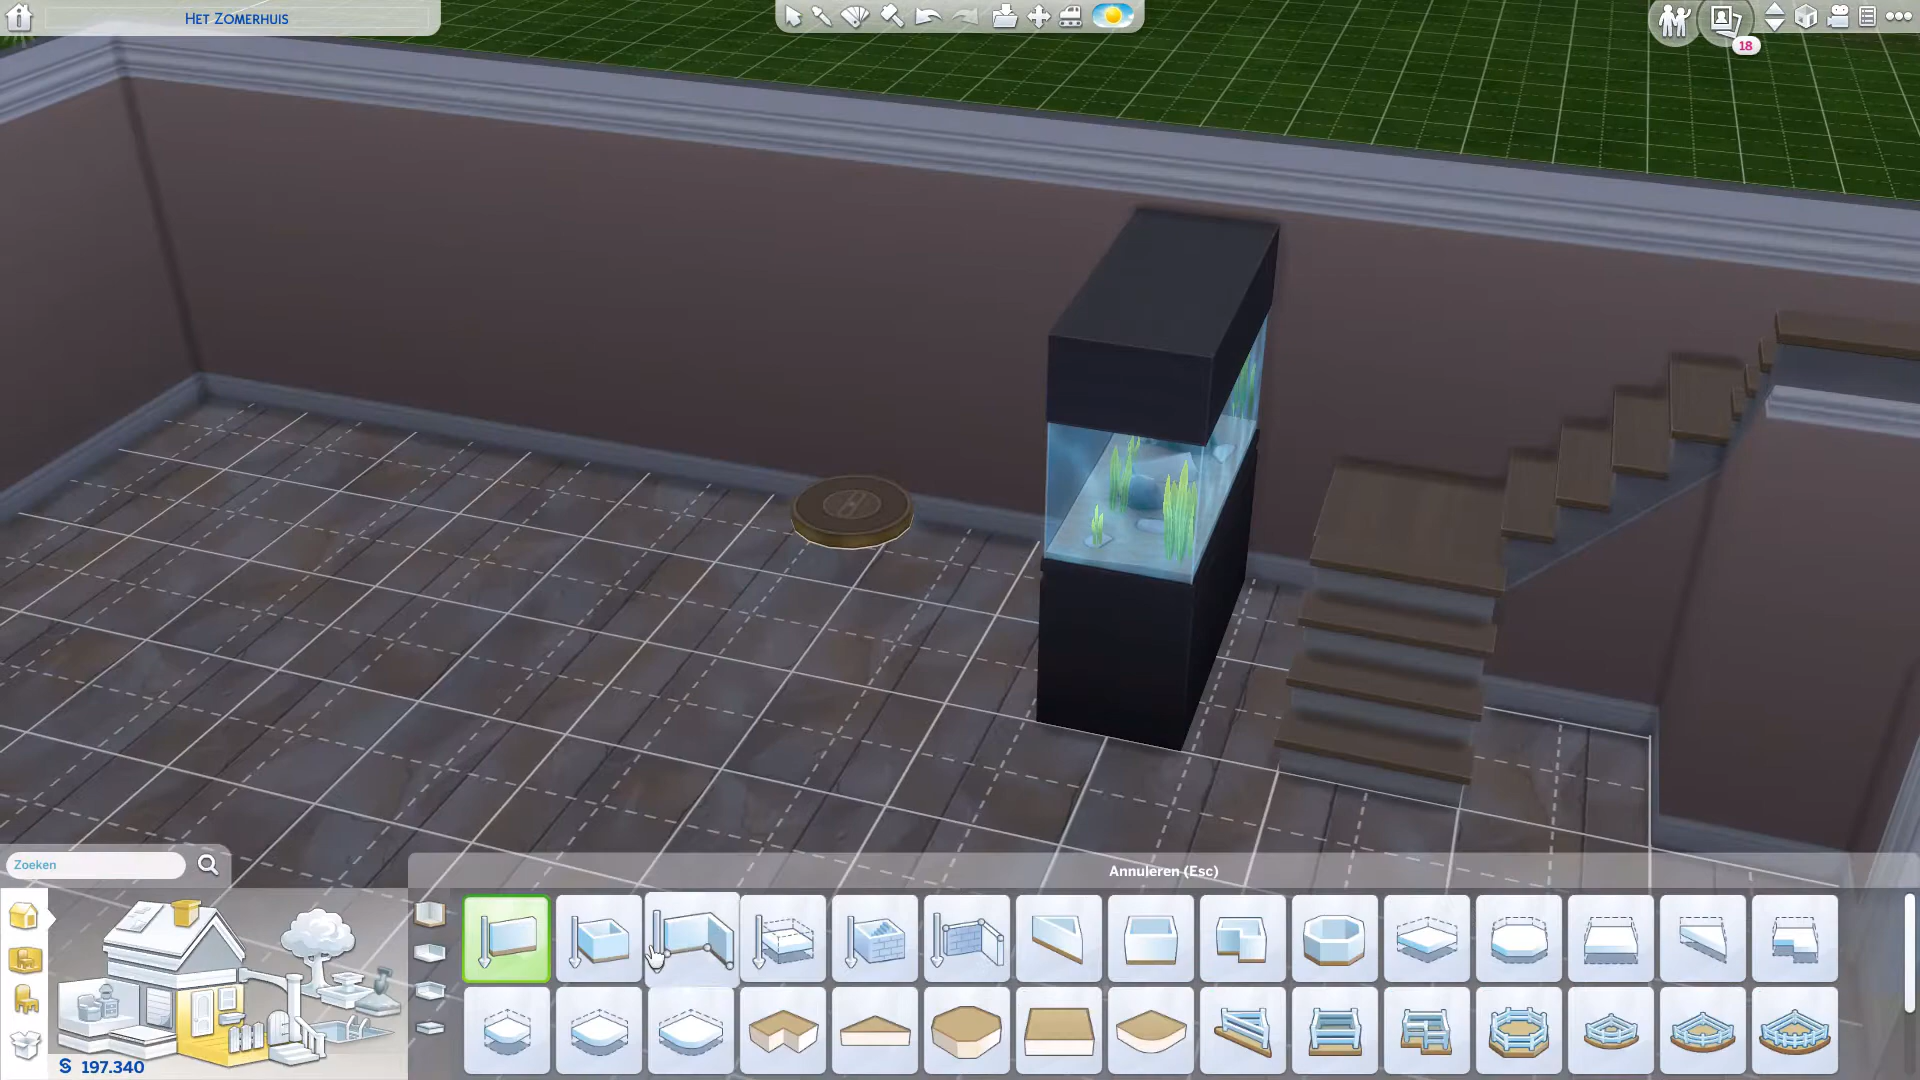 Het Zomerhuis
18
Zoeken
Annuleren (Esc)
§ 197.340